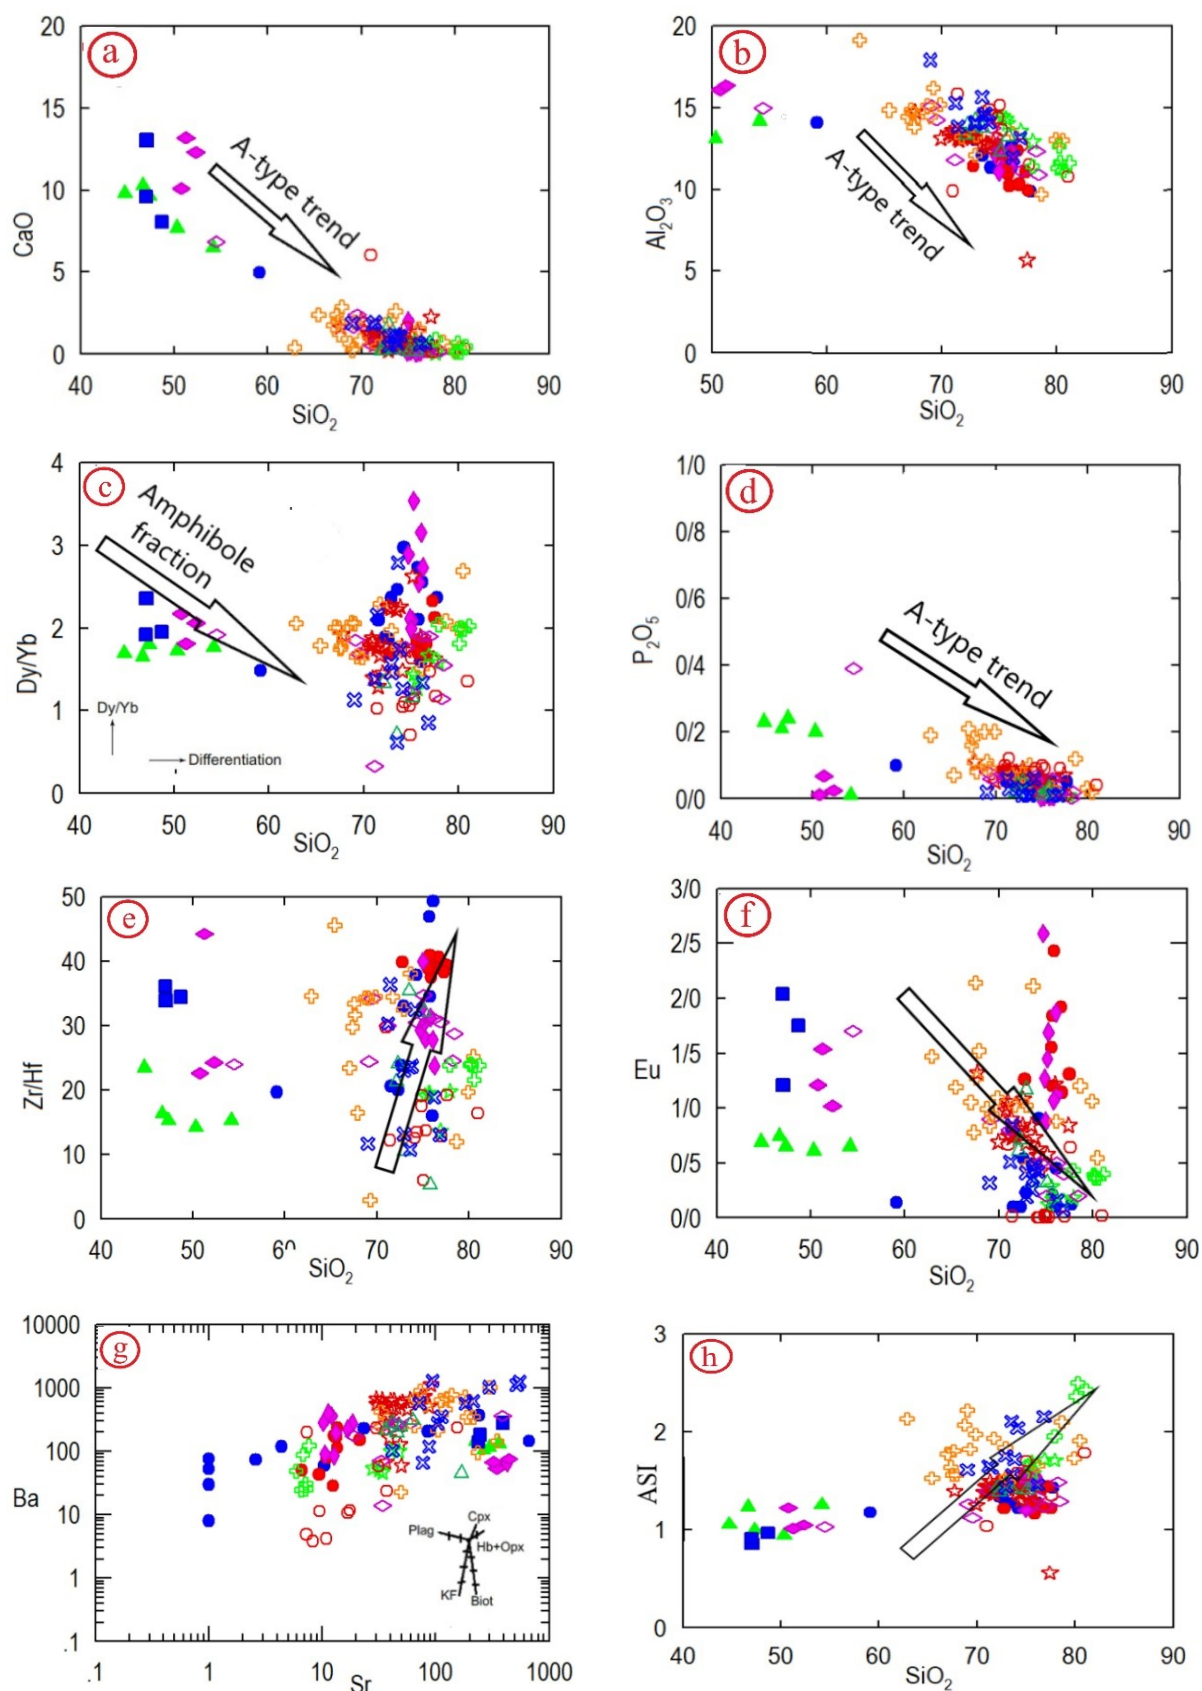 a
20
15
10
5
0
CaO
A-type trend
40 50 60 70 80 90
SiO2
b
20
15
10
5
0
Al2O3
A-type trend
50 60 70 80 90
SiO2
c
4
3
2
1
0
Dy/Yb
Amphibole
fraction
Dy/Yb
Differentiation
40 50 60 70 80 90
SiO2
d
1/0
0/8
0/6
0/4
0/2
0/0
P2O5
A-type trend
40 50 60 70 80 90
SiO2
e
50
40
30
20
10
0
Zr/Hf
40 50 60 70 80 90
SiO2
f
3/0
2/5
2/0
1/5
1/0
0/5
0/0
Eu
40 50 60 70 80 90
SiO2
g
10000
1000
100
10
1
.1
Ba
Cpx
Plag
Hb+Opx
KF
Biot
.1 1 10 100 1000
Sr
h
3
2
1
0
ASI
40 50 60 70 80 90
SiO2